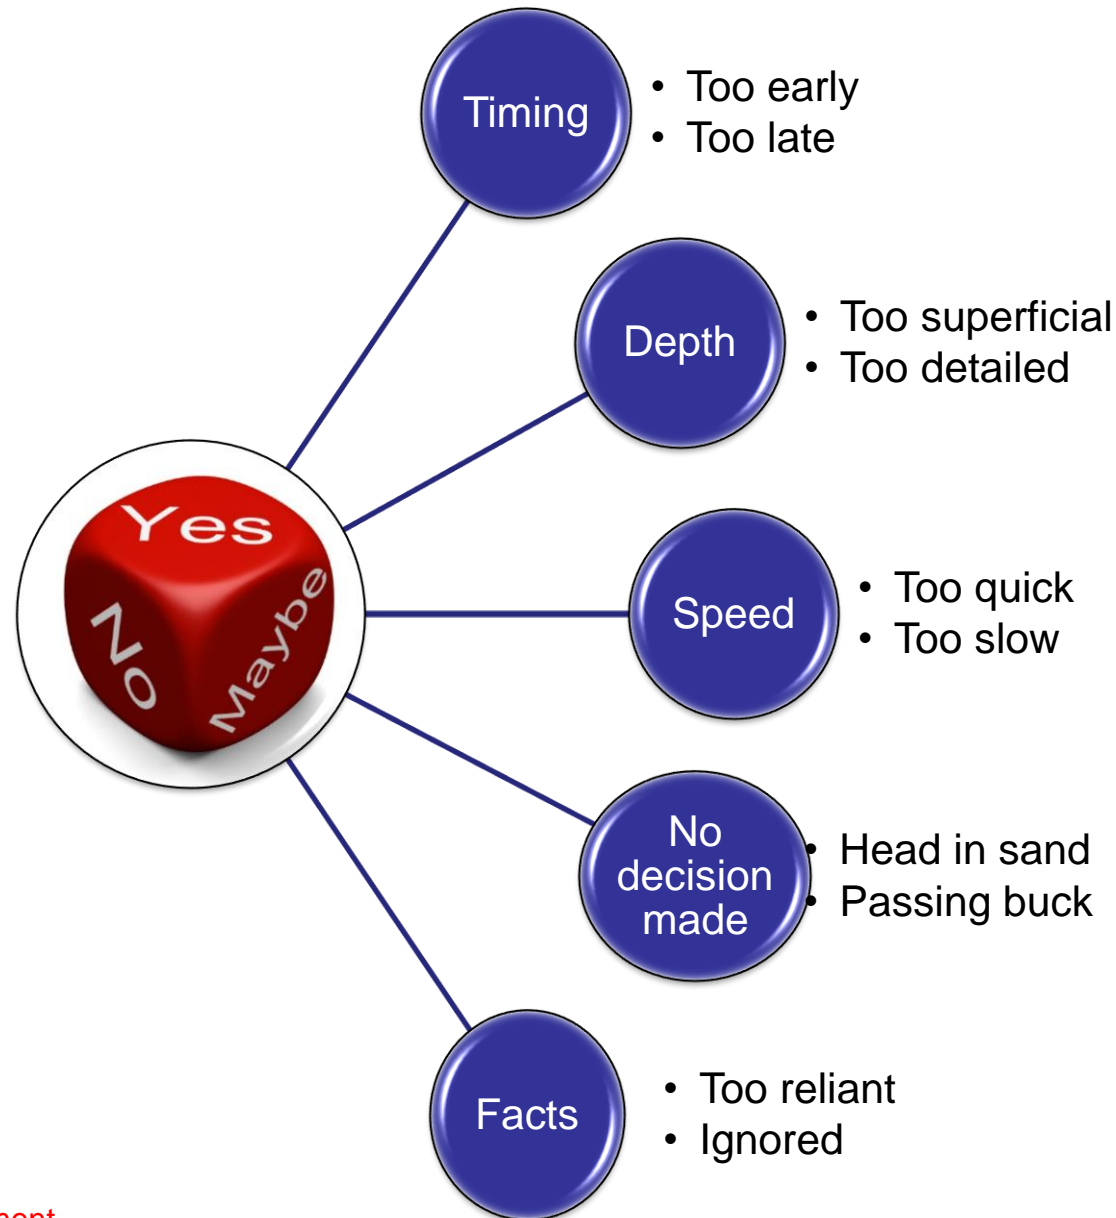 Timing
• Too early
• Too late
Depth
• Too superficial
• Too detailed
Yes
No
Maybe
Speed
• Too quick
• Too slow
No
decision
made
• Head in sand
• Passing buck
Facts
• Too reliant
• Ignored